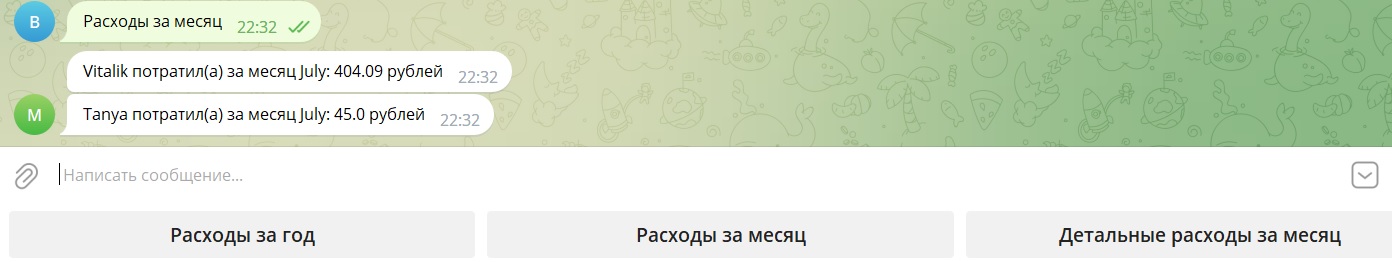 В
Расходы за месяц 22:32
Vitalik потратил(а) за месяц July: 404.09 рублей 22:32
М
Tanya потратил(а) за месяц July: 45.0 рублей 22:32
Написать сообщение...
Расходы за год
Расходы за месяц
Детальные расходы за месяц